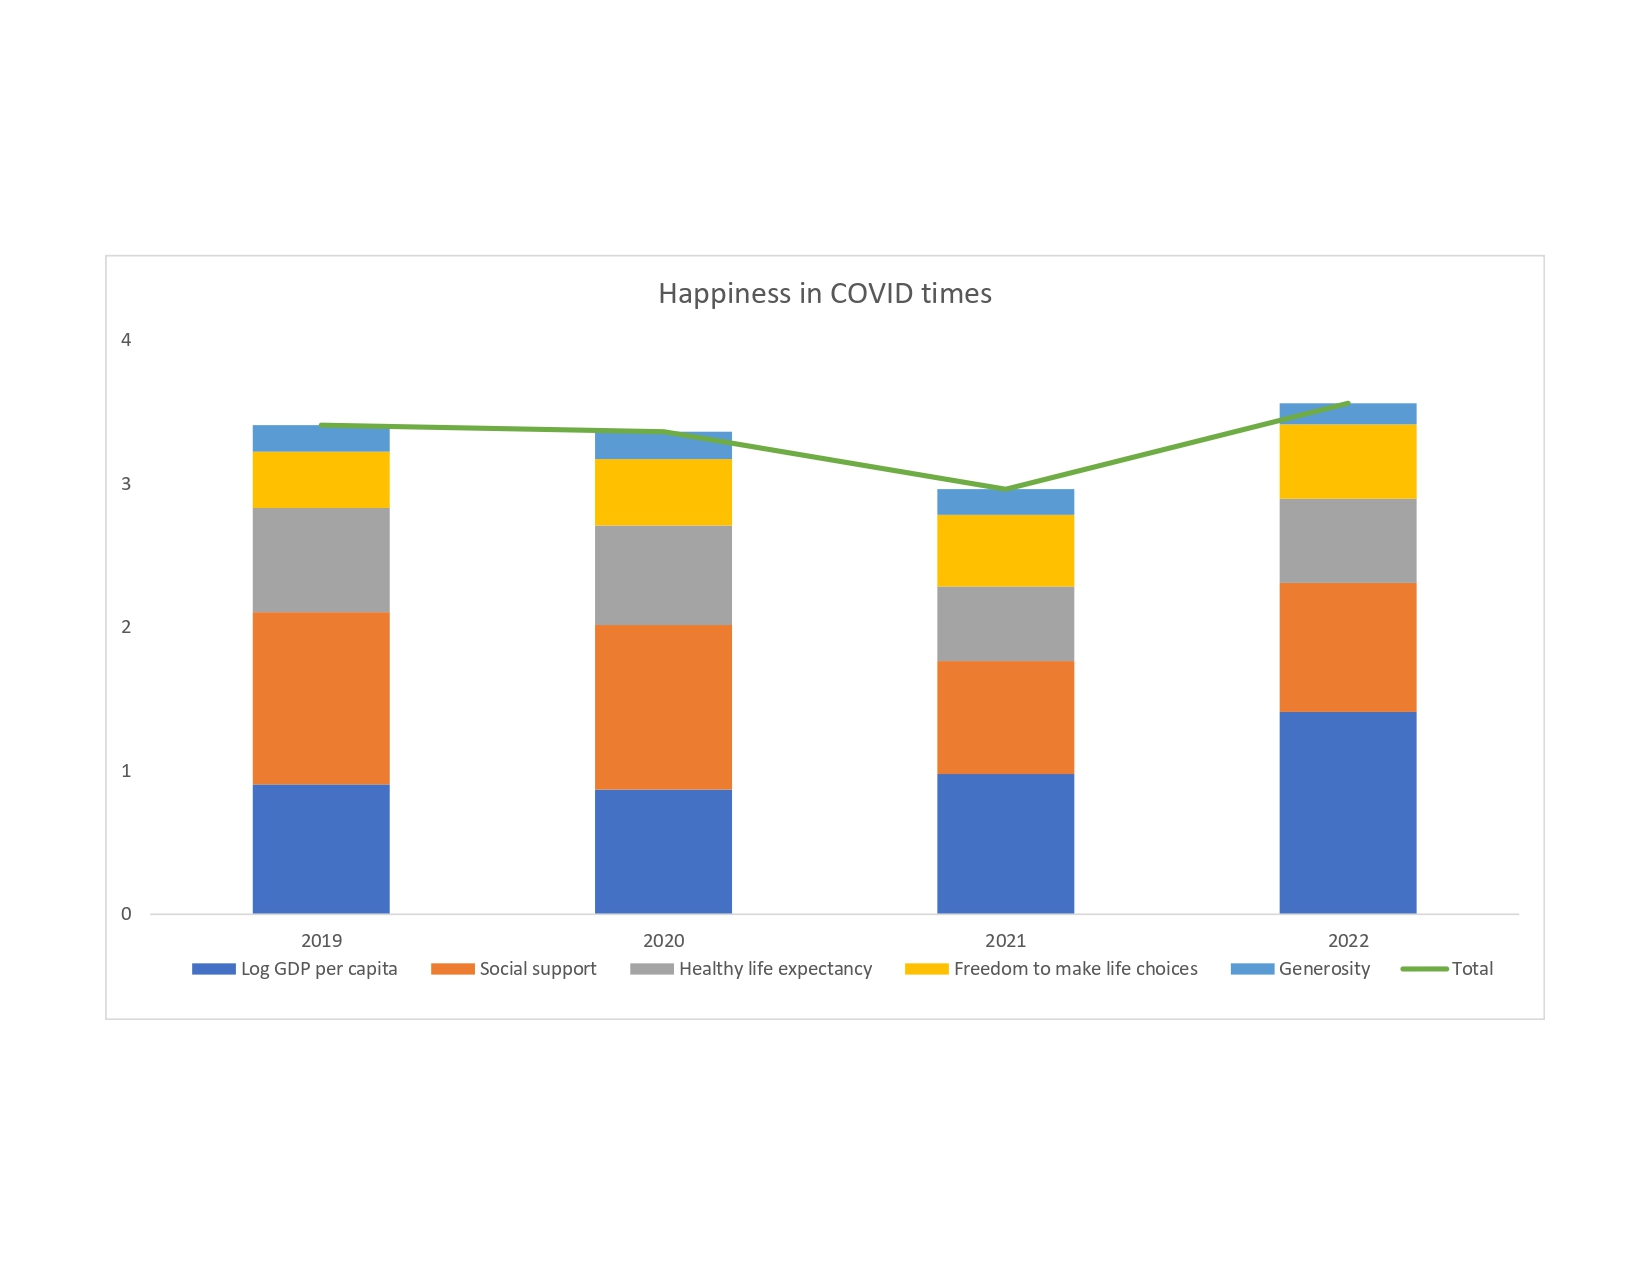 Happiness in COVID times
4
3
2
1
0
2019 2020 2021 2022
Log GDP per capita Social support Healthy life expectancy Freedom to make life choices Generosity Total